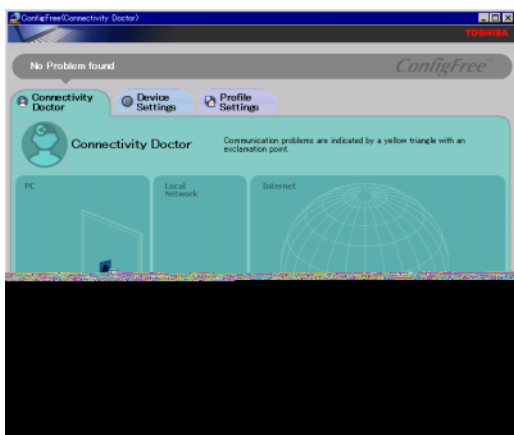 ConfigFree(Connectivity Doctor)
TOSHIBA
No Problem found
ConfigFree
Connectivity Doctor
Device Settings
Profile Settings
Connectivity Doctor
Communication problems are indicated by a yellow triangle with an
exclamation point.
PC
Local
Network
Internet